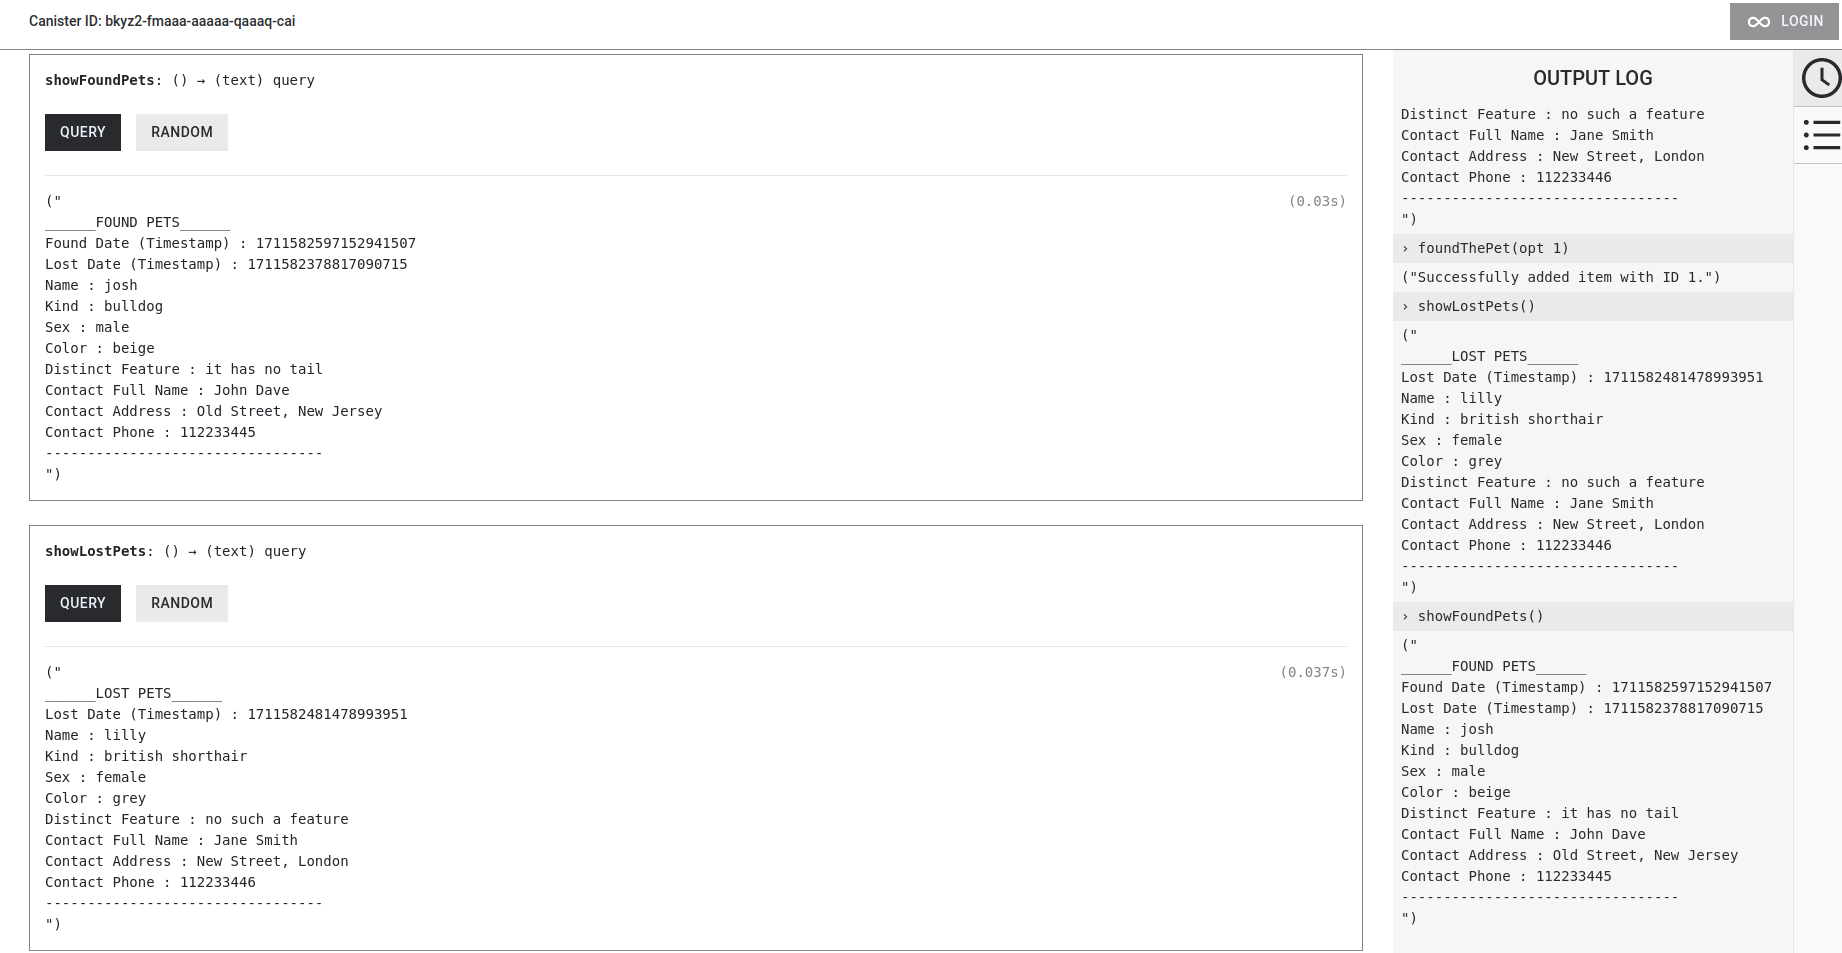 Canister ID: bkyz2-fmaaa-aaaaa-qaaaq-cai
LOGIN
showFoundPets: () → (text) query
QUERY
RANDOM
("
(0.03s)
______FOUND PETS______
Found Date (Timestamp) : 1711582597152941507
Lost Date (Timestamp) : 1711582378817090715
Name : josh
Kind : bulldog
Sex : male
Color : beige
Distinct Feature : it has no tail
Contact Full Name : John Dave
Contact Address : Old Street, New Jersey
Contact Phone : 112233445
---------------------------------
")
showLostPets: () → (text) query
QUERY
RANDOM
("
(0.037s)
______LOST PETS______
Lost Date (Timestamp) : 1711582481478993951
Name : lilly
Kind : british shorthair
Sex : female
Color : grey
Distinct Feature : no such a feature
Contact Full Name : Jane Smith
Contact Address : New Street, London
Contact Phone : 112233446
---------------------------------
")
OUTPUT LOG
Distinct Feature : no such a feature
Contact Full Name : Jane Smith
Contact Address : New Street, London
Contact Phone : 112233446
---------------------------------
")
› foundThePet(opt 1)
("Successfully added item with ID 1.")
› showLostPets()
("
______LOST PETS______
Lost Date (Timestamp) : 1711582481478993951
Name : lilly
Kind : british shorthair
Sex : female
Color : grey
Distinct Feature : no such a feature
Contact Full Name : Jane Smith
Contact Address : New Street, London
Contact Phone : 112233446
---------------------------------
")
› showFoundPets()
("
______FOUND PETS______
Found Date (Timestamp) : 1711582597152941507
Lost Date (Timestamp) : 1711582378817090715
Name : josh
Kind : bulldog
Sex : male
Color : beige
Distinct Feature : it has no tail
Contact Full Name : John Dave
Contact Address : Old Street, New Jersey
Contact Phone : 112233445
---------------------------------
")